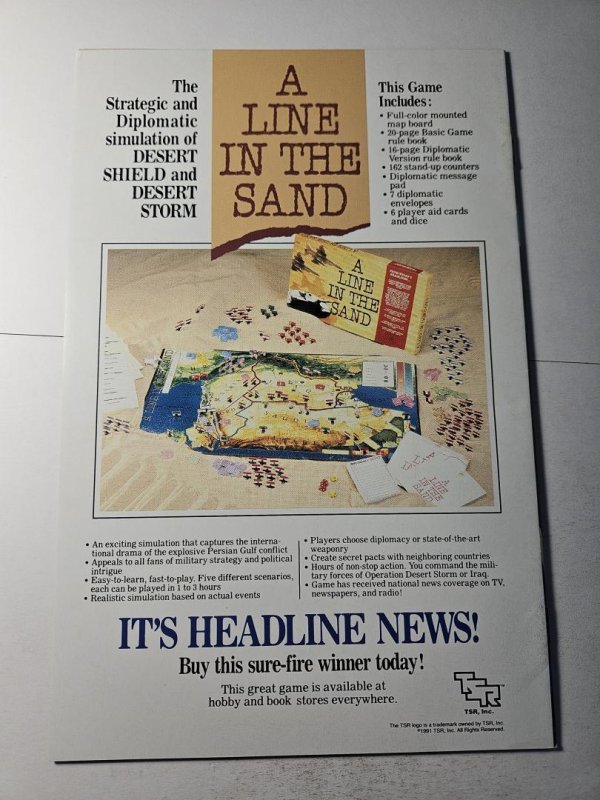 The
Strategic and
Diplomatic
simulation of
DESERT
SHIELD and
DESERT
STORM
A
LINE
IN THE
SAND
This Game
Includes:
• Full-color mounted
map board
• 20-page Basic Game
rule book
• 16-page Diplomatic
Version rule book
• 162 stand-up counters
• Diplomatic message
pad
• 7 diplomatic
envelopes
• 6 player aid cards
and dice
A
LINE
IN THE
SAND
• An exciting simulation that captures the interna-
tional drama of the explosive Persian Gulf conflict
• Appeals to all fans of military strategy and political
intrigue
• Easy-to-learn, fast-to-play. Five different scenarios,
each can be played in 1 to 3 hours
• Realistic simulation based on actual events
• Players choose diplomacy or state-of-the-art
weaponry
• Create secret pacts with neighboring countries
• Hours of non-stop action. You command the mili-
tary forces of Operation Desert Storm or Iraq.
• Game has received national news coverage on TV,
newspapers, and radio!
IT'S HEADLINE NEWS!
Buy this sure-fire winner today!
This great game is available at
hobby and book stores everywhere.
TSR
TSR, Inc.
The TSR logo is a trademark owned by TSR, Inc.
©1991 TSR, Inc. All Rights Reserved.